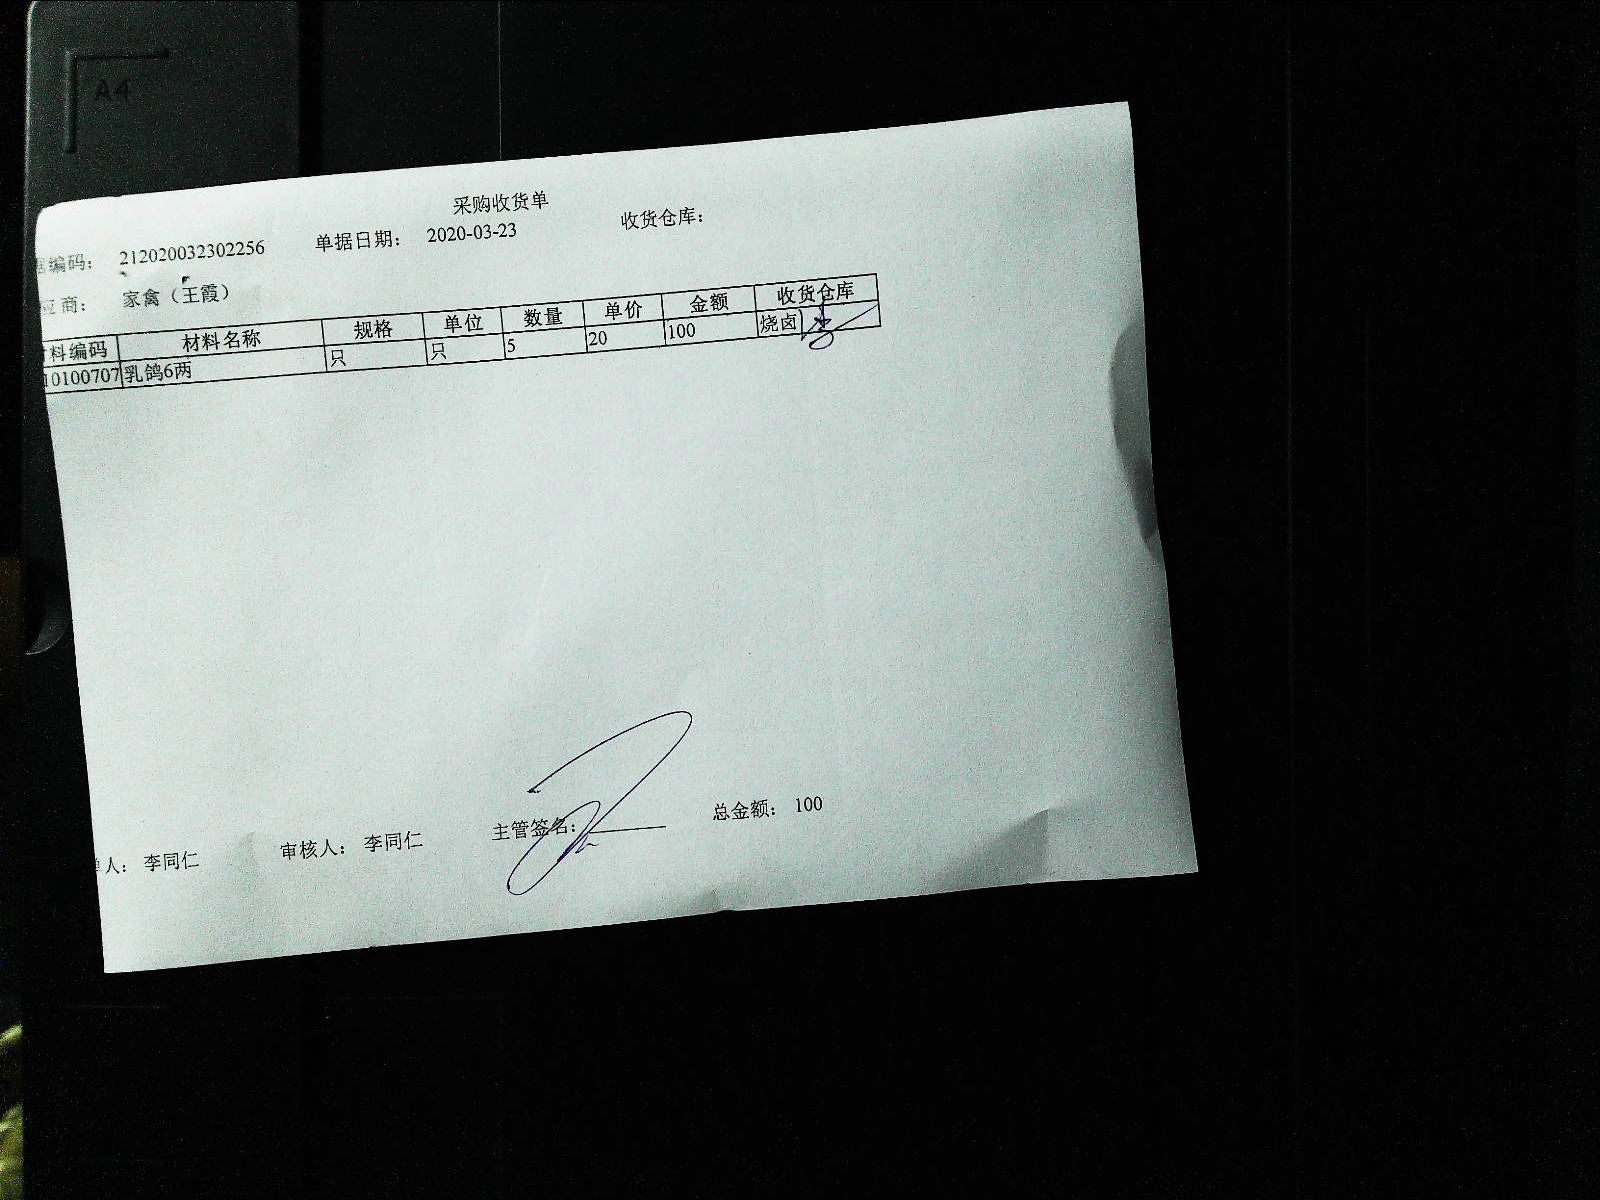 A4
采购收货单
据编码： 212020032302256 单据日期： 2020-03-23 收货仓库：
应商： 家禽（王霞）
料编码 材料名称 规格 单位 数量 单价 金额 收货仓库
10100707 乳鸽6两 只 只 5 20 100 烧卤
单人： 李同仁 审核人： 李同仁 主管签名： 总金额： 100